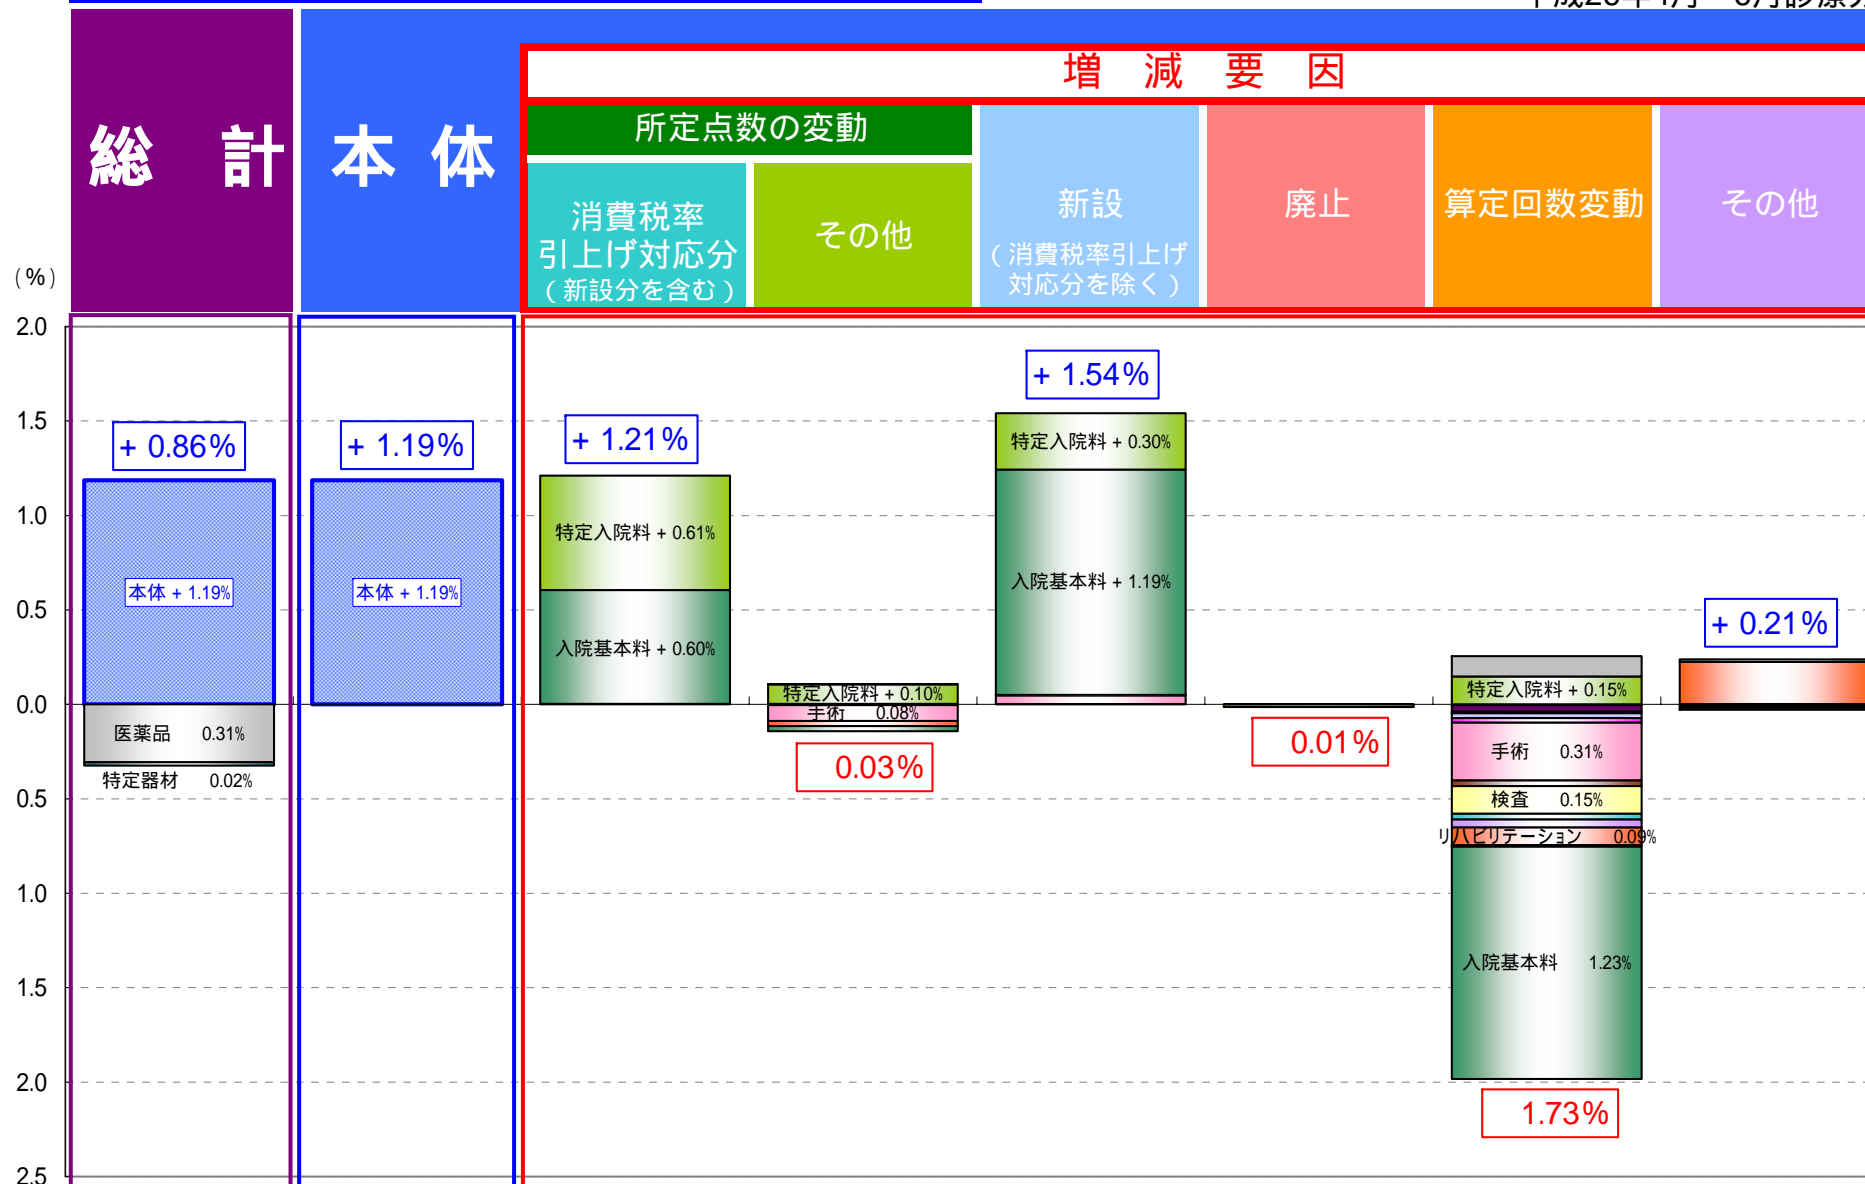 総 計
本 体
増 減 要 因
所定点数の変動
消費税率
引上げ対応分
(新設分を含む)
その他
新設
(消費税率引上げ
対応分を除く)
廃止
算定回数変動
その他
(%)
2.0
1.5
1.0
0.5
0.0
0.5
1.0
1.5
2.0
2.5
+ 0.86%
本体 + 1.19%
医薬品 0.31%
特定器材 0.02%
+ 1.19%
本体 + 1.19%
+ 1.21%
特定入院料 + 0.61%
入院基本料 + 0.60%
特定入院料 + 0.10%
手術 0.08%
0.03%
+ 1.54%
特定入院料 + 0.30%
入院基本料 + 1.19%
0.01%
特定入院料 + 0.15%
手術 0.31%
検査 0.15%
リハビリテーション 0.09%
入院基本料 1.23%
1.73%
+ 0.21%